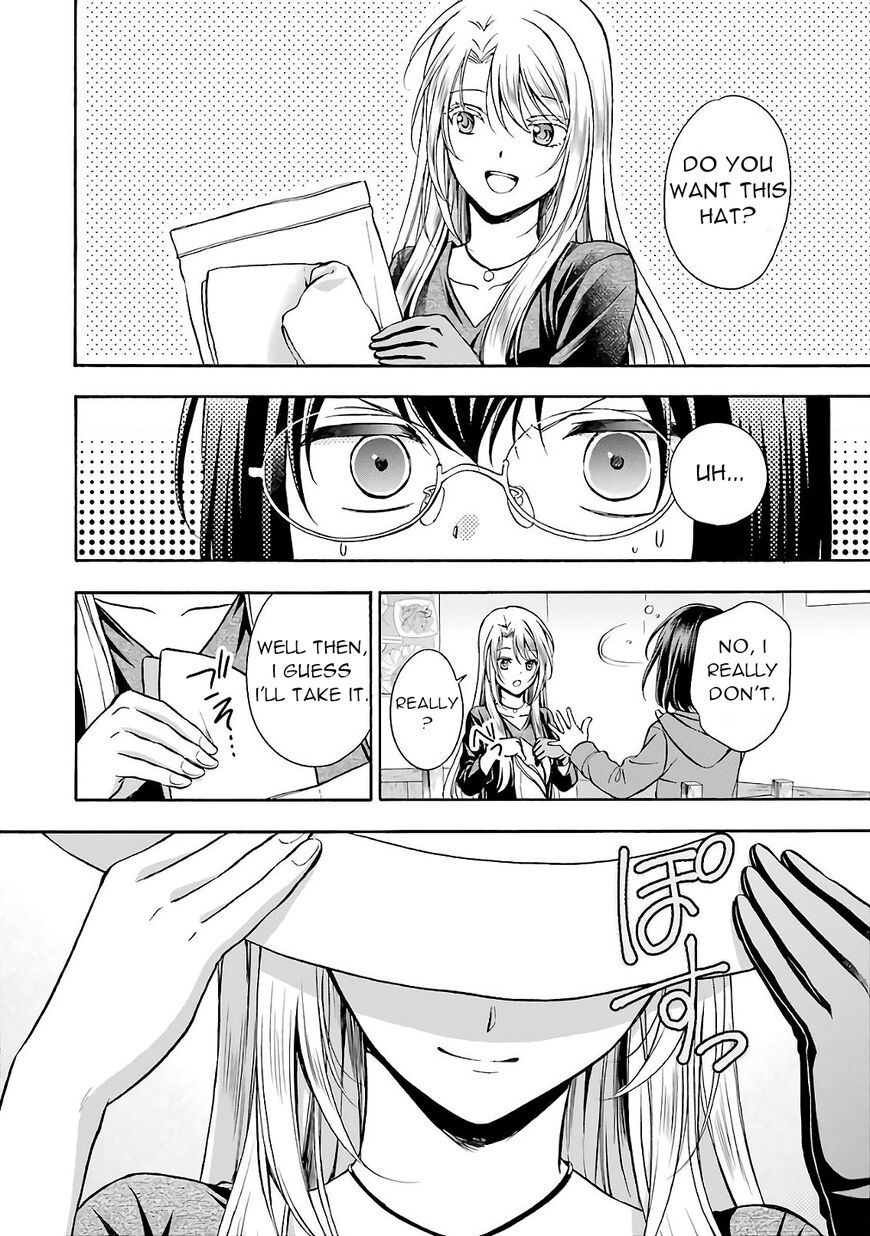 DO YOU
WANT THIS
HAT?
UH...
NO, I
REALLY
DON'T.
REALLY
?
WELL THEN,
I GUESS
I'LL TAKE IT.
ぽすっ